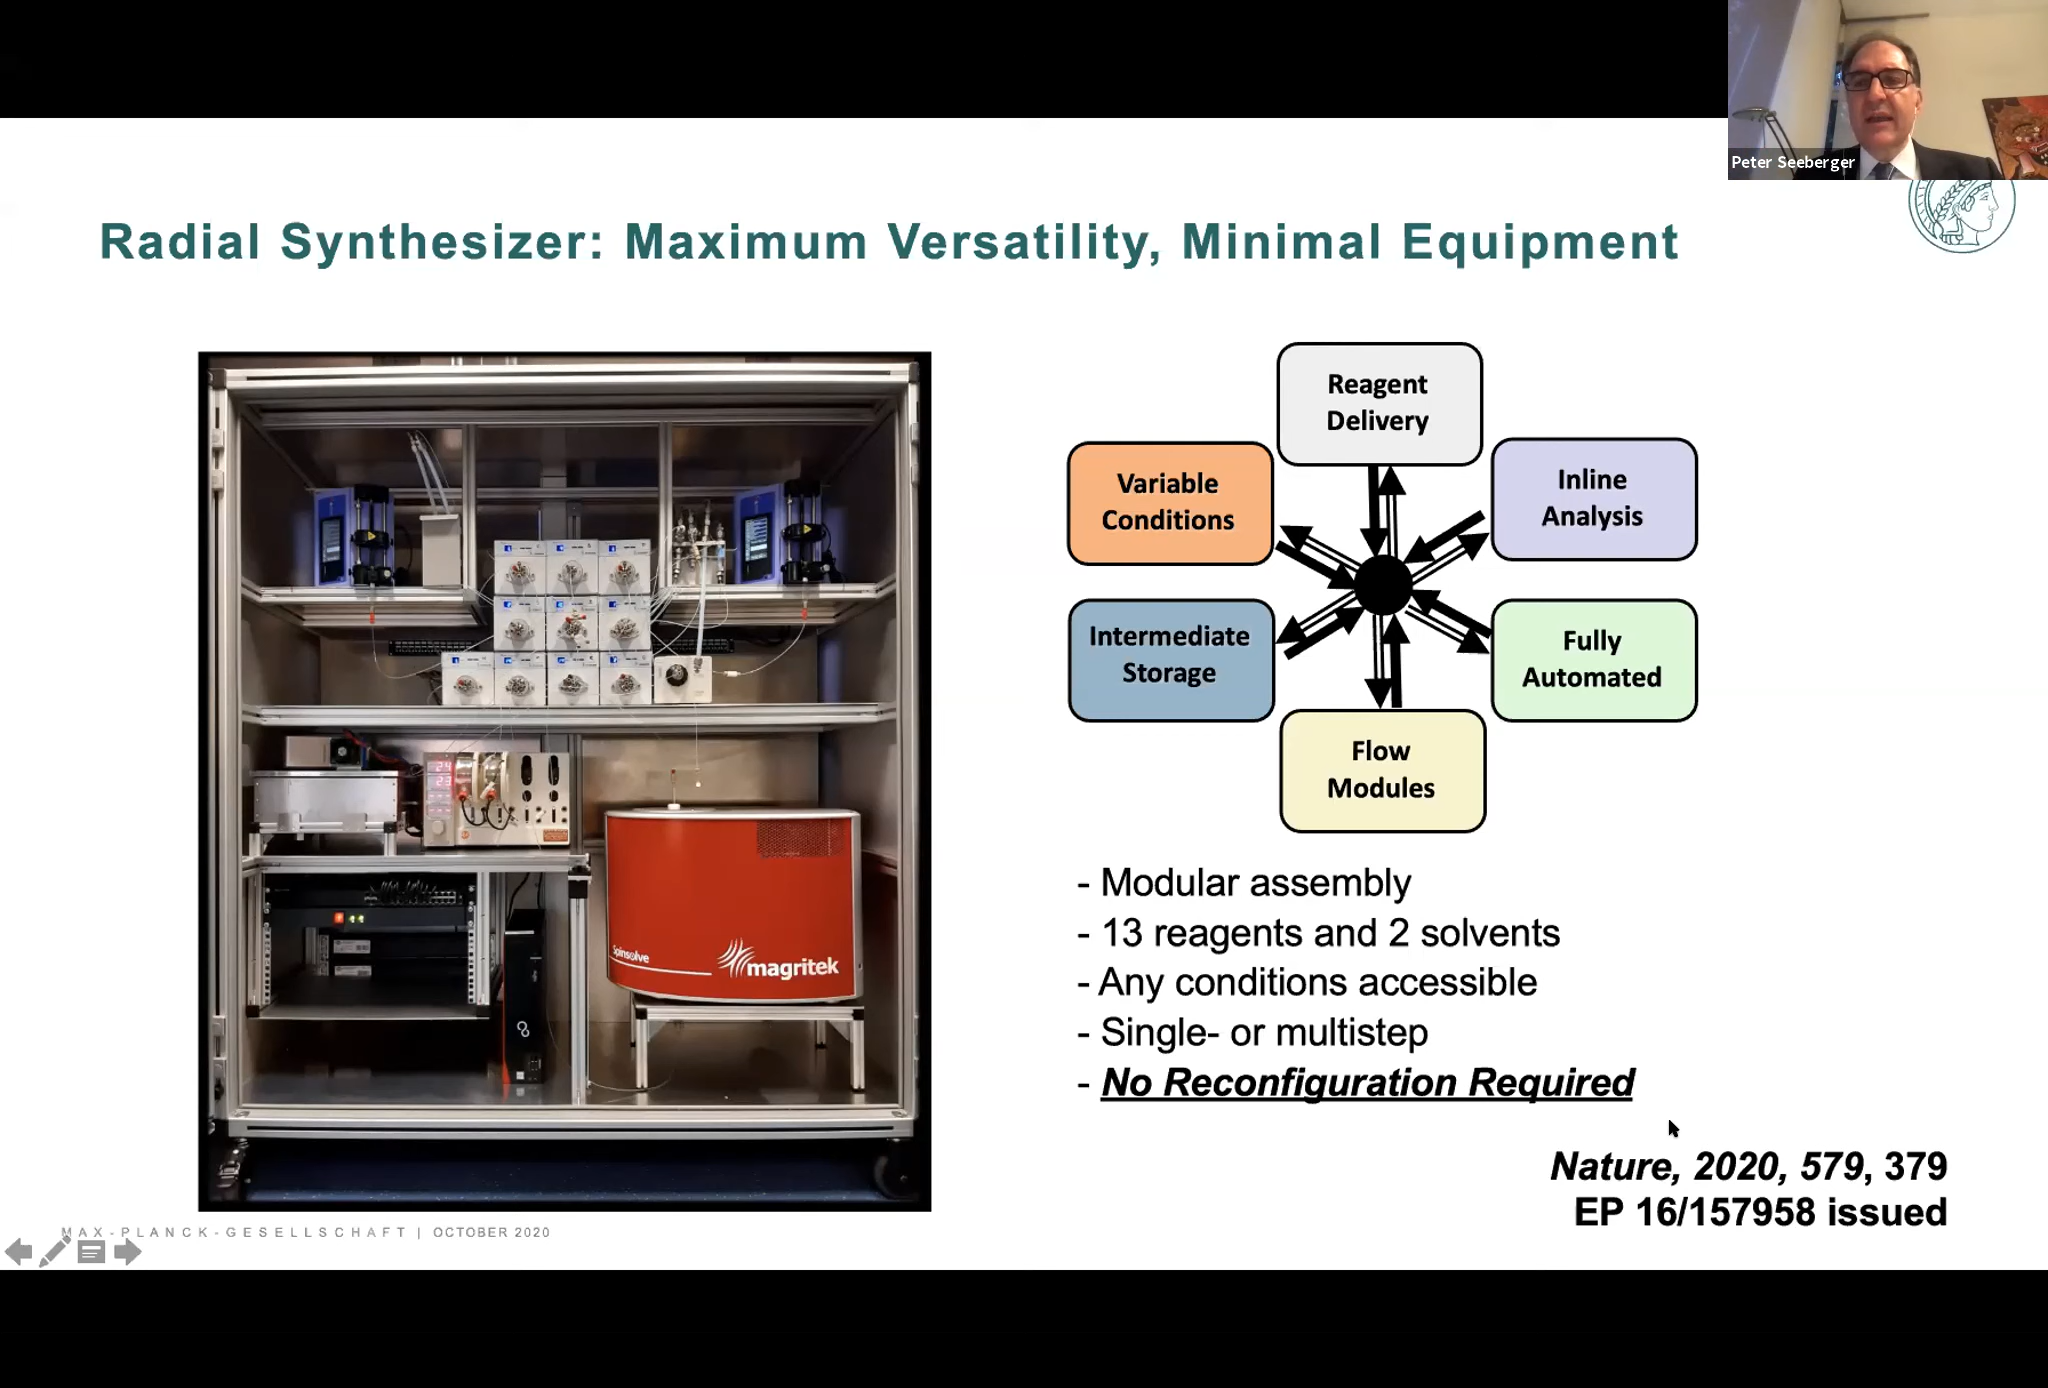 Peter Seeberger
Radial Synthesizer: Maximum Versatility, Minimal Equipment
Reagent
Delivery
Variable
Conditions
Inline
Analysis
Intermediate
Storage
Fully
Automated
Flow
Modules
Spinsolve
magritek
- Modular assembly
- 13 reagents and 2 solvents
- Any conditions accessible
- Single- or multistep
- No Reconfiguration Required
Nature, 2020, 579, 379
EP 16/157958 issued
MAX-PLANCK-GESELLSCHAFT | OCTOBER 2020